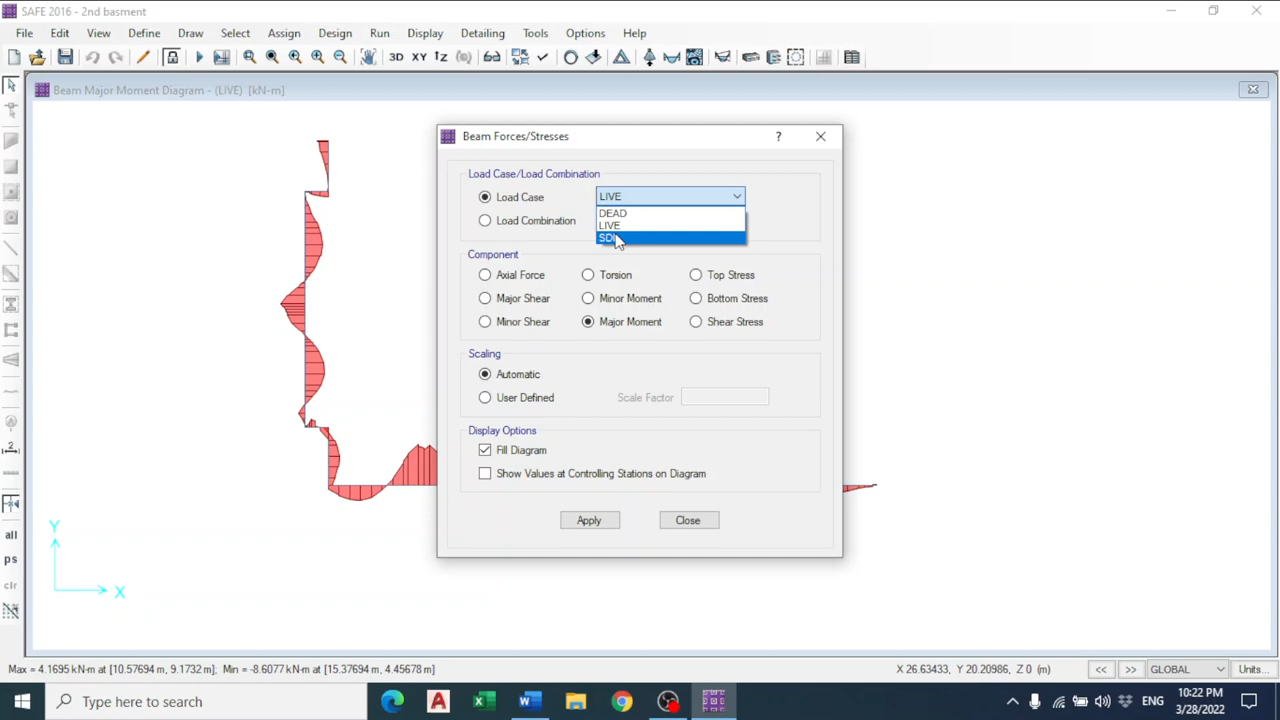 SAFE 2016 - 2nd basment
File Edit View Define Draw Select Assign Design Run Display Detailing Tools Options Help
3D XY
Beam Major Moment Diagram - (LIVE) [kN-m]
Beam Forces/Stresses ?
Load Case/Load Combination
Load Case LIVE
DEAD
Load Combination LIVE
Component
Axial Force Torsion Top Stress
Major Shear Minor Moment Bottom Stress
Minor Shear Major Moment Shear Stress
Scaling
Automatic
User Defined Scale Factor
Display Options
Fill Diagram
Show Values at Controlling Stations on Diagram
Apply Close
2
all
ps
clr
Y
X
Max = 4.1695 kN-m at [10.57694 m, 9.1732 m]; Min = -8.6077 kN-m at [15.37694 m, 4.45678 m]
X 26.63433, Y 20.20986, Z 0 (m) << >> GLOBAL Units...
Type here to search
ENG
10:22 PM
3/28/2022